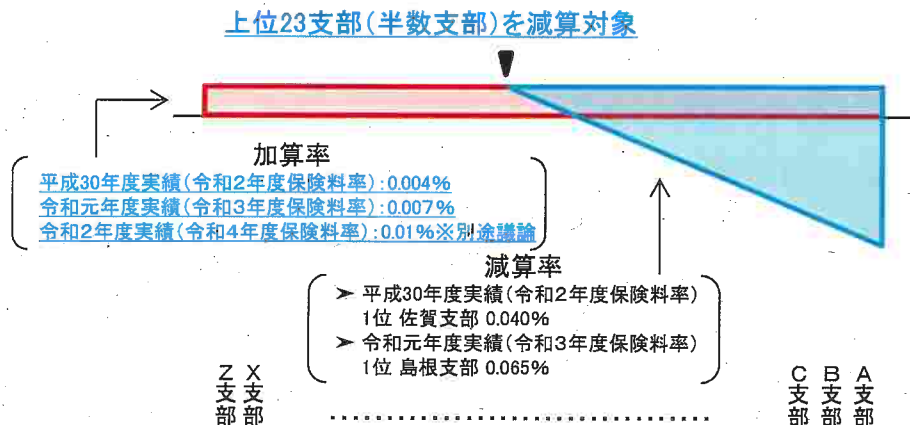 上位23支部(半数支部)を減算対象
加算率
平成30年度実績(令和2年度保険料率):0.004%
令和元年度実績(令和3年度保険料率):0.007%
令和2年度実績(令和4年度保険料率):0.01%※別途議論
減算率
➤ 平成30年度実績(令和2年度保険料率)
1位 佐賀支部 0.040%
➤ 令和元年度実績(令和3年度保険料率)
1位 島根支部 0.065%
Z支部
X支部
C支部
B支部
A支部